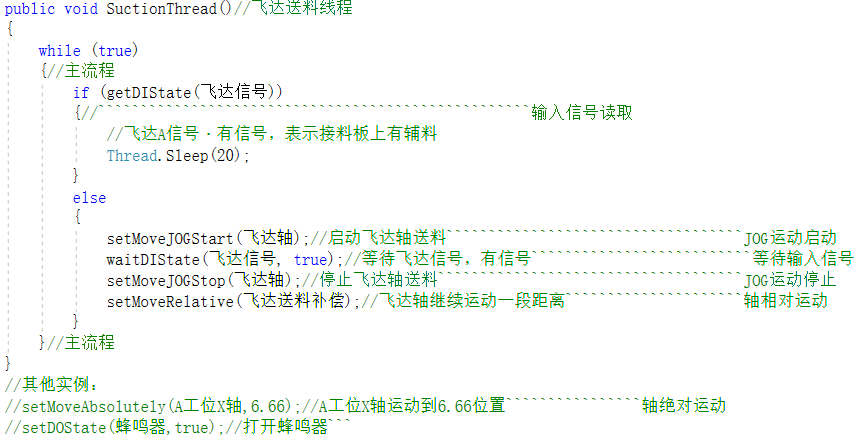 public void SuctionThread()//飞达送料线程
{
while (true)
{//主流程
if (getDIState(飞达信号))
{//```````````````````````````````````````````````````输入信号读取
//飞达A信号·有信号，表示接料板上有辅料
Thread.Sleep(20);
}
else
{
setMoveJOGStart(飞达轴);//启动飞达轴送料```````````````````````````````````JOG运动启动
waitDIState(飞达信号, true);//等待飞达信号，有信号``````````````````````````等待输入信号
setMoveJOGStop(飞达轴);//停止飞达轴送料````````````````````````````````````JOG运动停止
setMoveRelative(飞达送料补偿);//飞达轴继续运动一段距离`````````````````````轴相对运动
}
}//主流程
}
//其他实例：
//setMoveAbsolutely(A工位X轴,6.66);//A工位X轴运动到6.66位置````````````````轴绝对运动
//setDOState(蜂鸣器,true);//打开蜂鸣器```